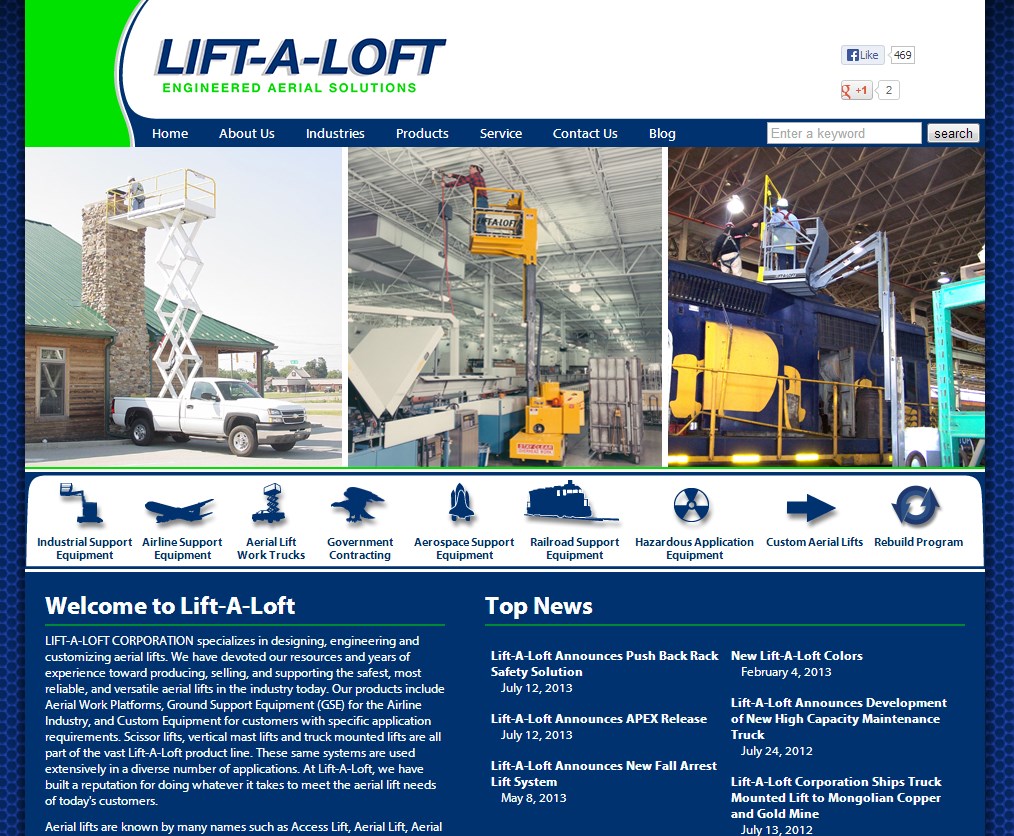 LIFT-A-LOFT
ENGINEERED AERIAL SOLUTIONS
Like 469
+1 2
Home About Us Industries Products Service Contact Us Blog
Enter a keyword search
LIFT-A-LOFT
STAY CLEAR
Industrial Support
Equipment
Airline Support
Equipment
Aerial Lift
Work Trucks
Government
Contracting
Aerospace Support
Equipment
Railroad Support
Equipment
Hazardous Application
Equipment
Custom Aerial Lifts
Rebuild Program
Welcome to Lift-A-Loft
LIFT-A-LOFT CORPORATION specializes in designing, engineering and
customizing aerial lifts. We have devoted our resources and years of
experience toward producing, selling, and supporting the safest, most
reliable, and versatile aerial lifts in the industry today. Our products include
Aerial Work Platforms, Ground Support Equipment (GSE) for the Airline
Industry, and Custom Equipment for customers with specific application
requirements. Scissor lifts, vertical mast lifts and truck mounted lifts are all
part of the vast Lift-A-Loft product line. These same systems are used
extensively in a diverse number of applications. At Lift-A-Loft, we have
built a reputation for doing whatever it takes to meet the aerial lift needs
of today's customers.
Aerial lifts are known by many names such as Access Lift, Aerial Lift, Aerial
Top News
Lift-A-Loft Announces Push Back Rack
Safety Solution
July 12, 2013
Lift-A-Loft Announces APEX Release
July 12, 2013
Lift-A-Loft Announces New Fall Arrest
Lift System
May 8, 2013
New Lift-A-Loft Colors
February 4, 2013
Lift-A-Loft Announces Development
of New High Capacity Maintenance
Truck
July 24, 2012
Lift-A-Loft Corporation Ships Truck
Mounted Lift to Mongolian Copper
and Gold Mine
July 13, 2012